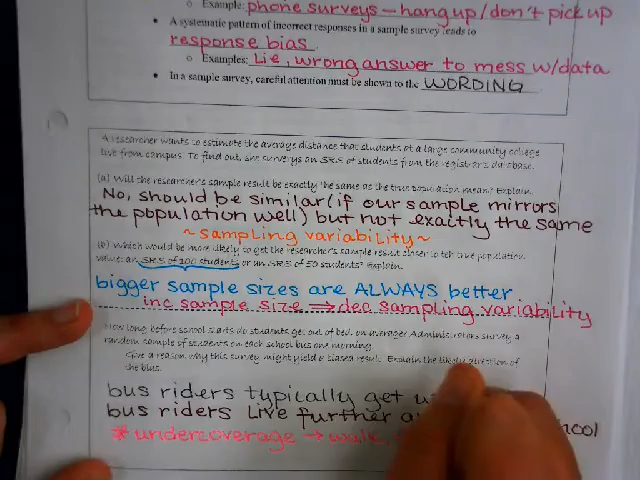 Example: phone surveys – hang up/don't pick up
• A systematic pattern of incorrect responses in a sample survey leads to
response bias.
o Examples: Lie, wrong answer to mess w/data
• In a sample survey, careful attention must be shown to the WORDING
A researcher wants to estimate the average distance that students at a large community college
live from campus. To find out, she surveys an SRS of students from the registrar's database.
(a) Will the researcher's sample result be exactly the same as the true population mean? Explain.
No, should be similar (if our sample mirrors
the population well) but not exactly the same
~sampling variability~
(b) Which would be more likely to get the researcher's sample result closer to teh true population
value: an SRS of 100 students or an SRS of 50 students? Explain.
bigger sample sizes are ALWAYS better
inc sample size ⇒ dec sampling variability
How long before school starts do students get out of bed, on average? Administrators survey a
random sample of students on each school bus one morning.
Give a reason why this survey might yield a biased result. Explain the likely direction of
the bias.
bus riders typically get
bus riders live further
* undercoverage → walk